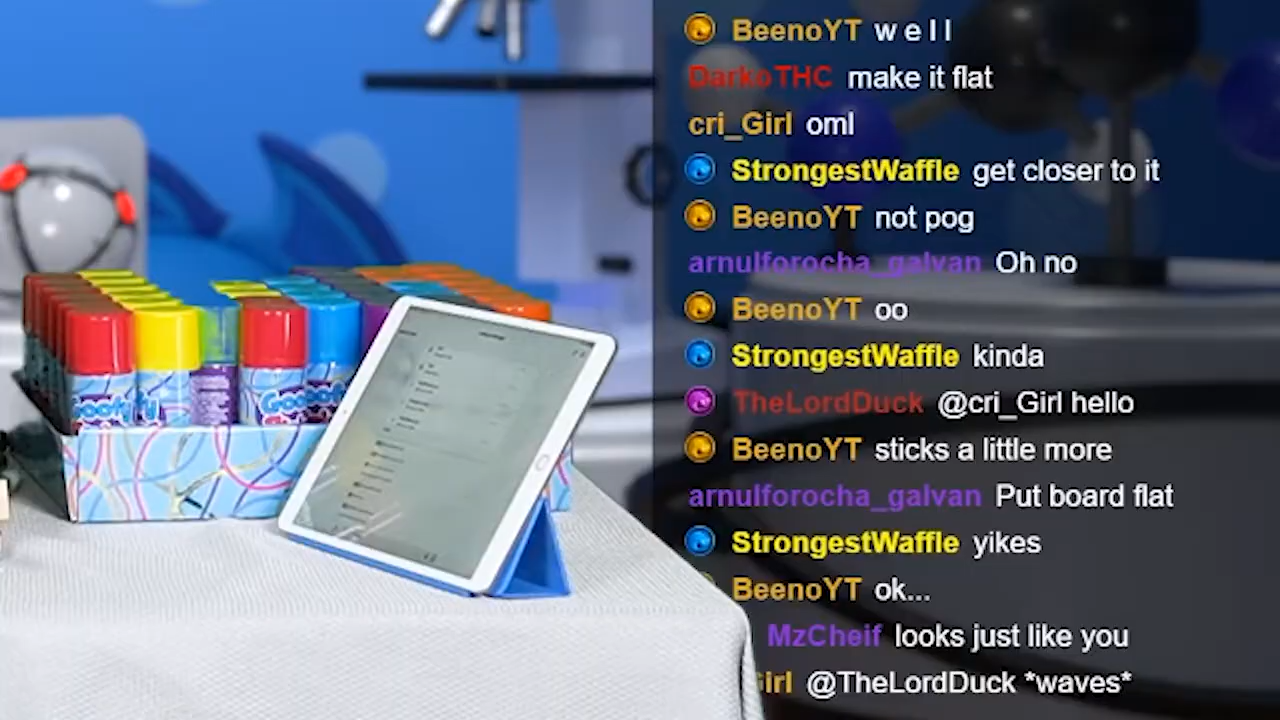 BeenoYT w e l l
DarkoTHC make it flat
cri_Girl oml
StrongestWaffle get closer to it
BeenoYT not pog
arnulforocha_galvan Oh no
BeenoYT oo
StrongestWaffle kinda
TheLordDuck @cri_Girl hello
BeenoYT sticks a little more
arnulforocha_galvan Put board flat
StrongestWaffle yikes
BeenoYT ok...
MzCheif looks just like you
Girl @TheLordDuck *waves*